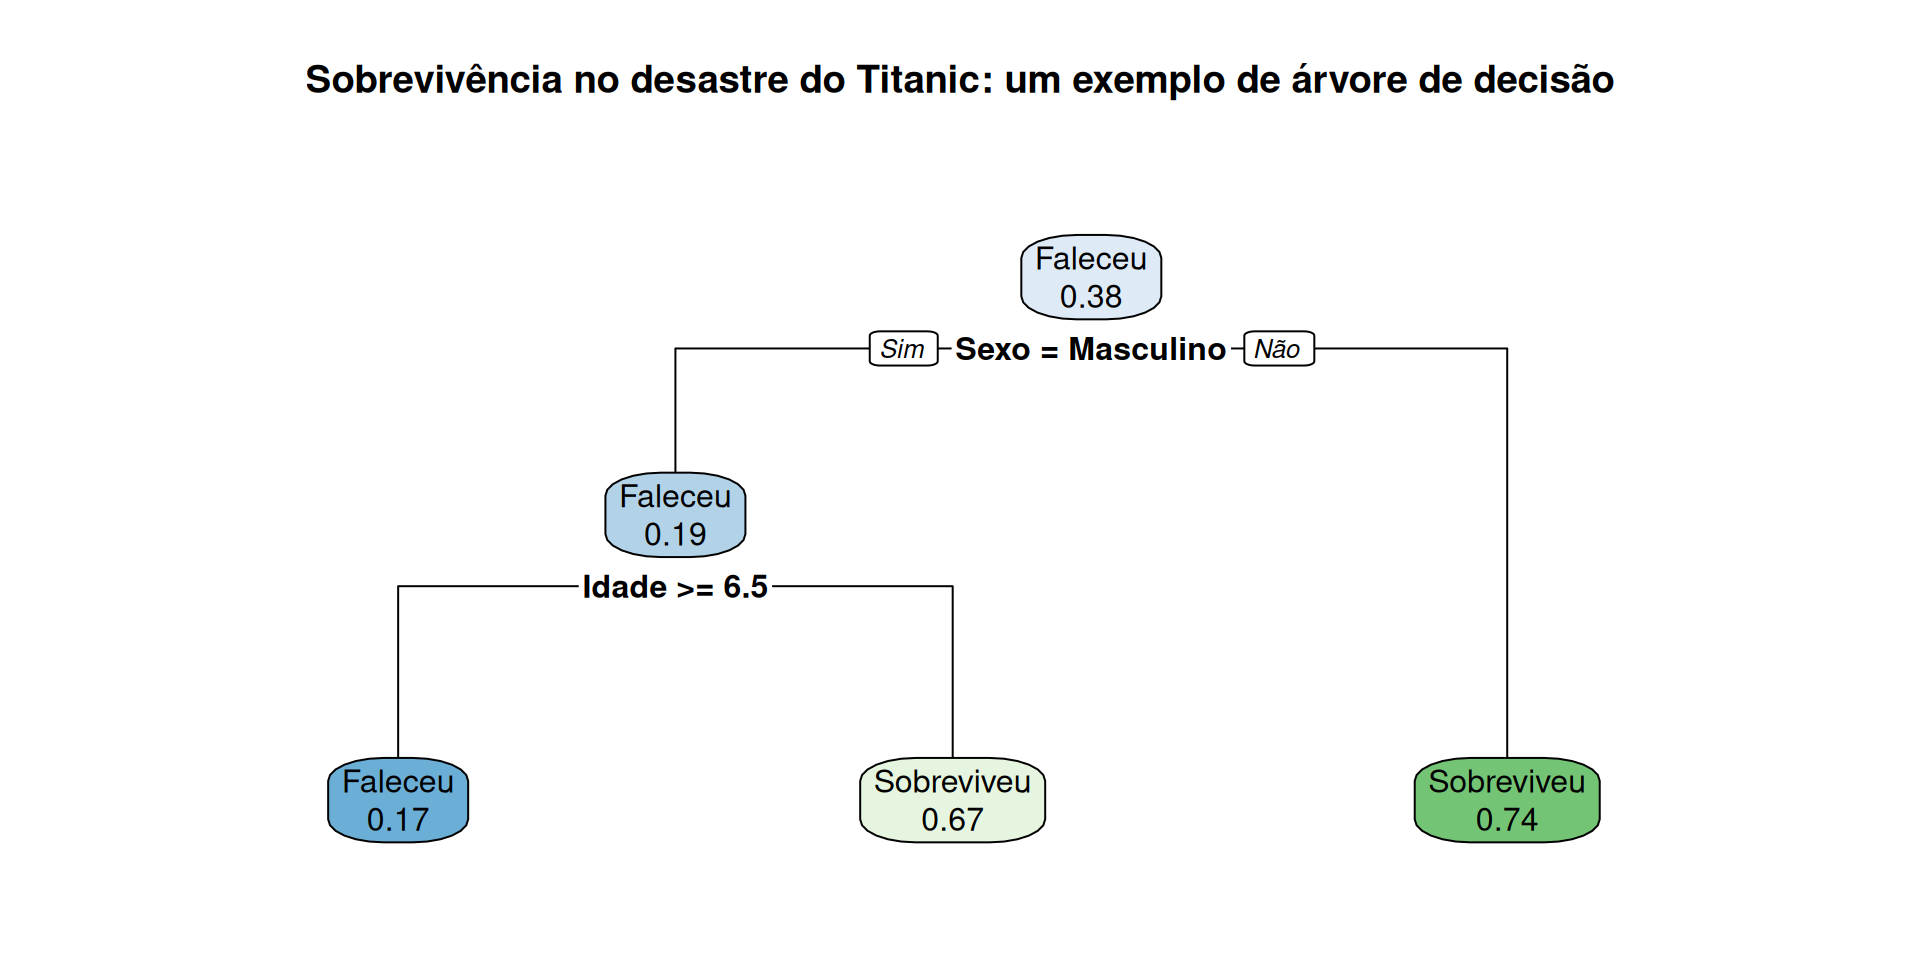 Sobrevivência no desastre do Titanic: um exemplo de árvore de decisão
Faleceu
0.38
Sim
Sexo = Masculino
Não
Faleceu
0.19
Idade >= 6.5
Faleceu
0.17
Sobreviveu
0.67
Sobreviveu
0.74